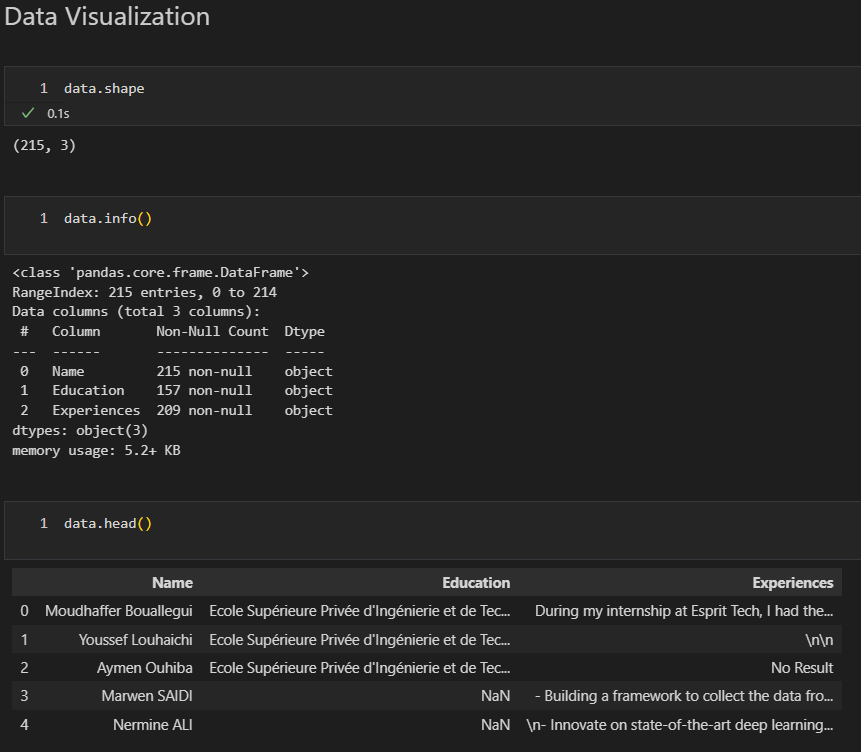 Data Visualization
1 data.shape
0.1s
(215, 3)
1 data.info()
<class 'pandas.core.frame.DataFrame'>
RangeIndex: 215 entries, 0 to 214
Data columns (total 3 columns):
# Column Non-Null Count Dtype
--- ------ -------------- -----
0 Name 215 non-null object
1 Education 157 non-null object
2 Experiences 209 non-null object
dtypes: object(3)
memory usage: 5.2+ KB
1 data.head()
Name Education Experiences
0 Moudhaffer Bouallegui Ecole Supérieure Privée d'Ingénierie et de Tec... During my internship at Esprit Tech, I had the...
1 Youssef Louhaichi Ecole Supérieure Privée d'Ingénierie et de Tec... \n\n
2 Aymen Ouhiba Ecole Supérieure Privée d'Ingénierie et de Tec... No Result
3 Marwen SAIDI NaN - Building a framework to collect the data fro...
4 Nermine ALI NaN \n- Innovate on state-of-the-art deep learning...